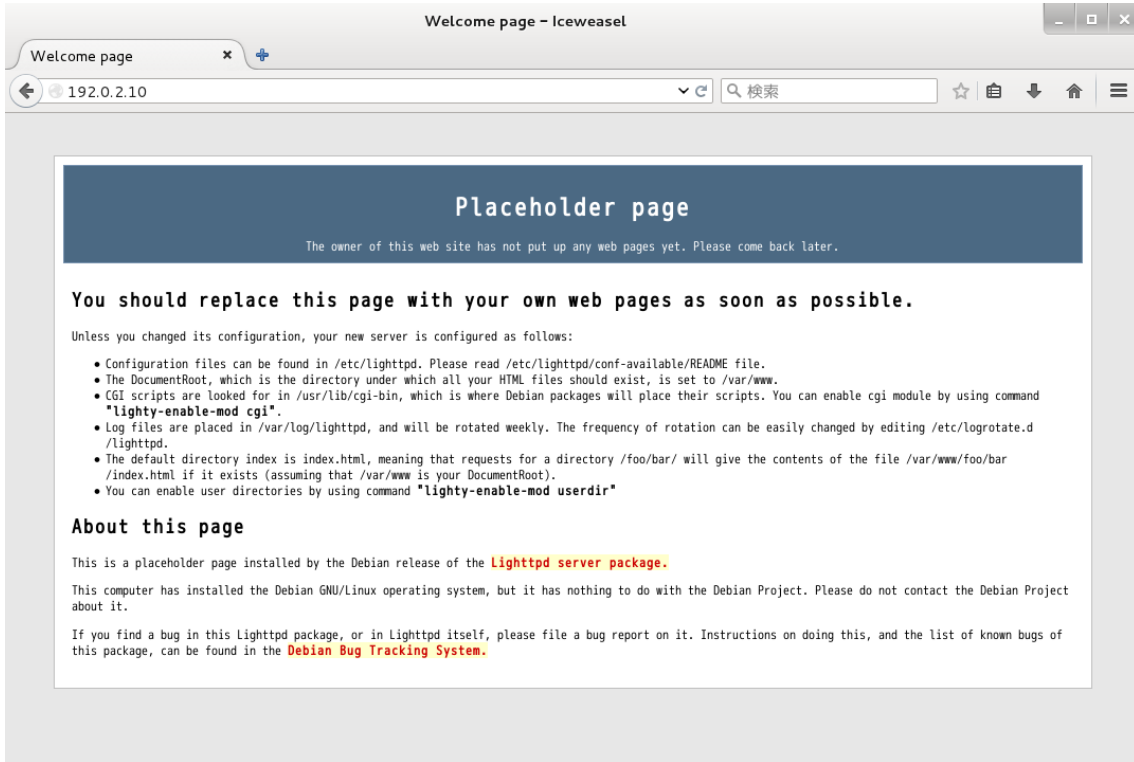 Welcome page - Iceweasel
Welcome page
192.0.2.10
検索
Placeholder page
The owner of this web site has not put up any web pages yet. Please come back later.
You should replace this page with your own web pages as soon as possible.
Unless you changed its configuration, your new server is configured as follows:
• Configuration files can be found in /etc/lighttpd. Please read /etc/lighttpd/conf-available/README file.
• The DocumentRoot, which is the directory under which all your HTML files should exist, is set to /var/www.
• CGI scripts are looked for in /usr/lib/cgi-bin, which is where Debian packages will place their scripts. You can enable cgi module by using command
"lighty-enable-mod cgi".
• Log files are placed in /var/log/lighttpd, and will be rotated weekly. The frequency of rotation can be easily changed by editing /etc/logrotate.d
/lighttpd.
• The default directory index is index.html, meaning that requests for a directory /foo/bar/ will give the contents of the file /var/www/foo/bar
/index.html if it exists (assuming that /var/www is your DocumentRoot).
• You can enable user directories by using command "lighty-enable-mod userdir"
About this page
This is a placeholder page installed by the Debian release of the Lighttpd server package.
This computer has installed the Debian GNU/Linux operating system, but it has nothing to do with the Debian Project. Please do not contact the Debian Project
about it.
If you find a bug in this Lighttpd package, or in Lighttpd itself, please file a bug report on it. Instructions on doing this, and the list of known bugs of
this package, can be found in the Debian Bug Tracking System.